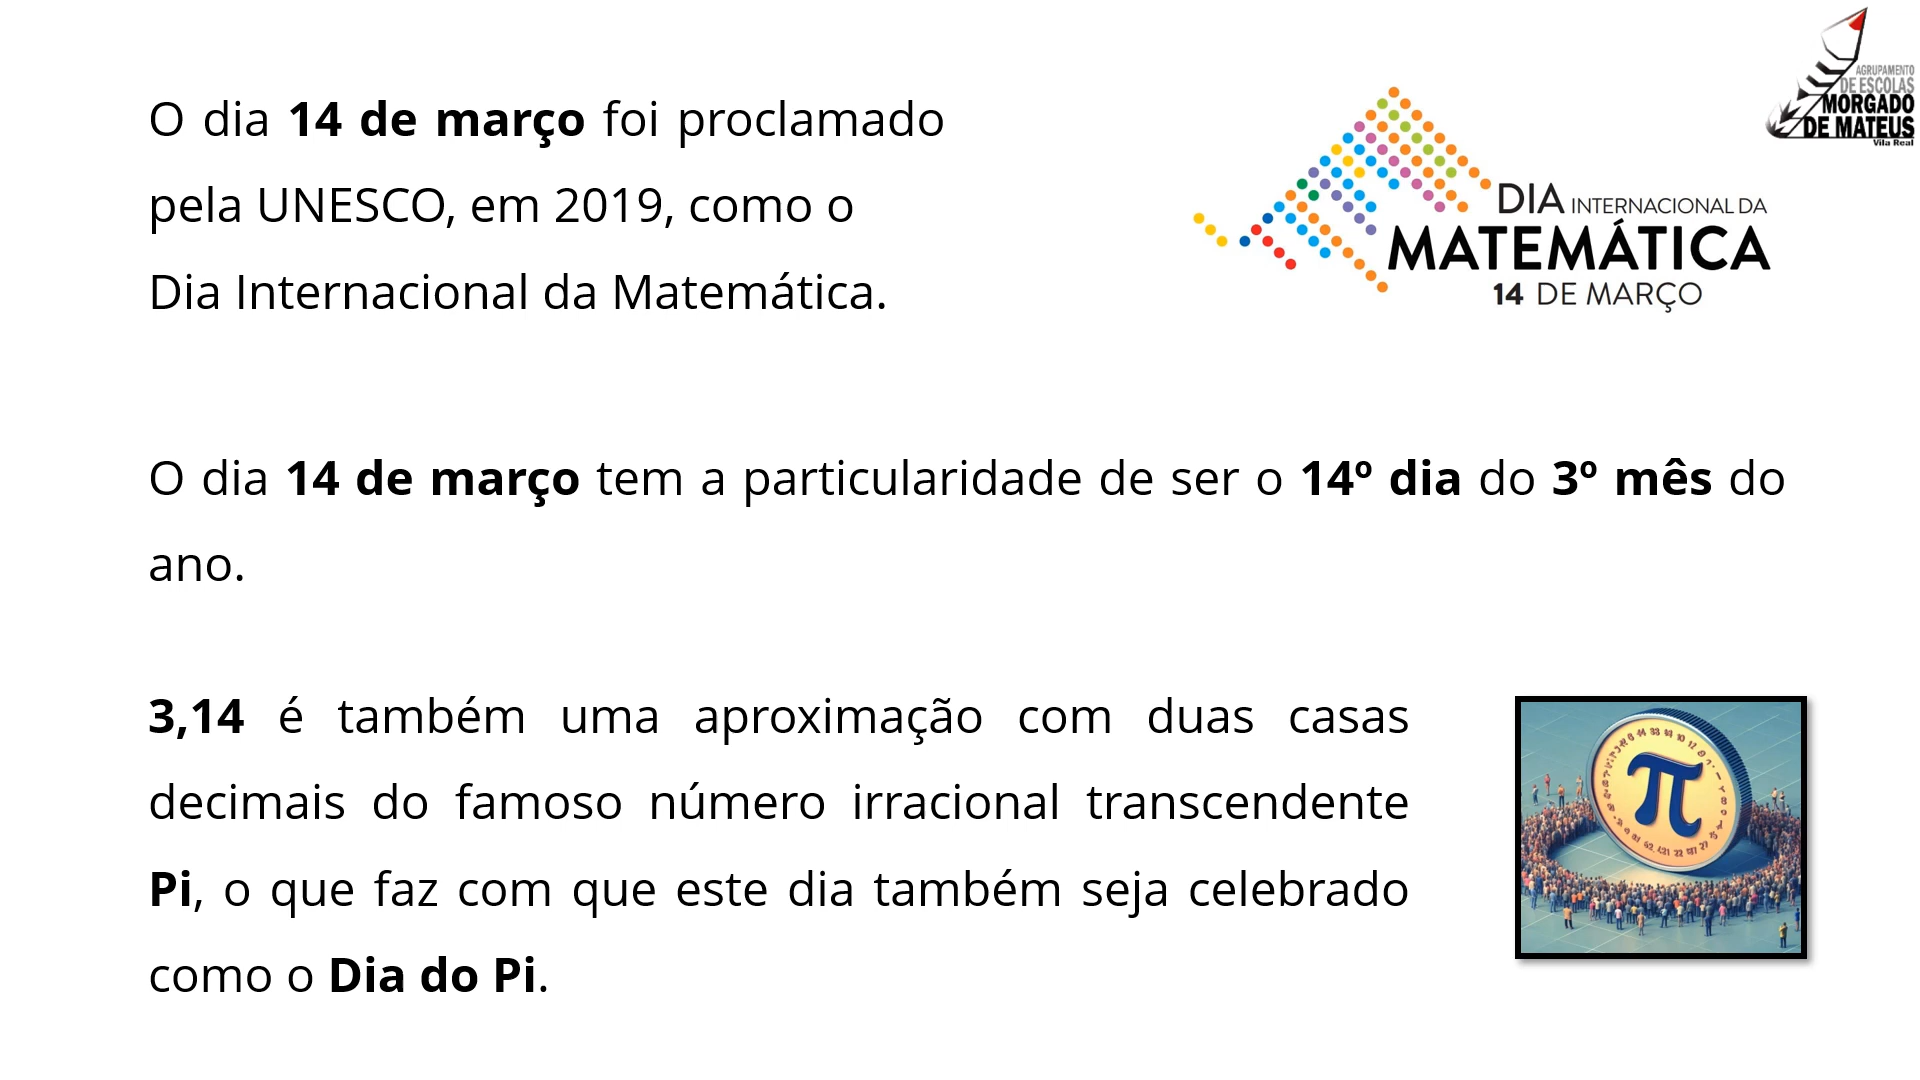 AGRUPAMENTO
DE ESCOLAS
MORGADO
DE MATEUS
Vila Real
O dia 14 de março foi proclamado
pela UNESCO, em 2019, como o
Dia Internacional da Matemática.
DIA INTERNACIONAL DA
MATEMÁTICA
14 DE MARÇO
O dia 14 de março tem a particularidade de ser o 14º dia do 3º mês do
ano.
3,14 é também uma aproximação com duas casas
decimais do famoso número irracional transcendente
Pi, o que faz com que este dia também seja celebrado
como o Dia do Pi.
π